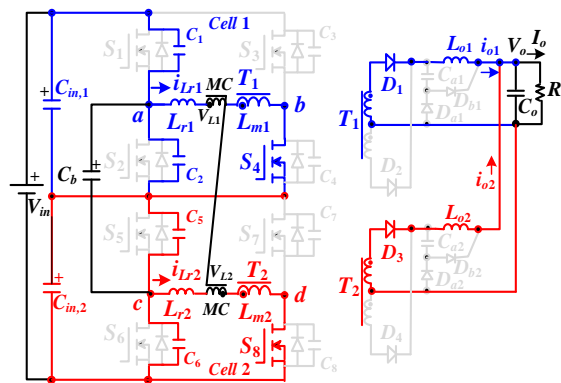 Cell 1
S1
C1
S3
C3
Cin,1
iLr1
MC
T1
a
b
Lr1
VL1
Lm1
S2
C2
S4
C4
Cb
Vin
C5
C7
S5
S7
iLr2
VL2
T2
c
d
Lr2
MC
Lm2
Cin,2
S6
C6
S8
C8
Cell 2
Lo1
io1
Vo
Io
D1
Ca1
Db1
Da1
T1
Co
R
D2
io2
Lo2
D3
Ca2
Db2
Da2
T2
D4